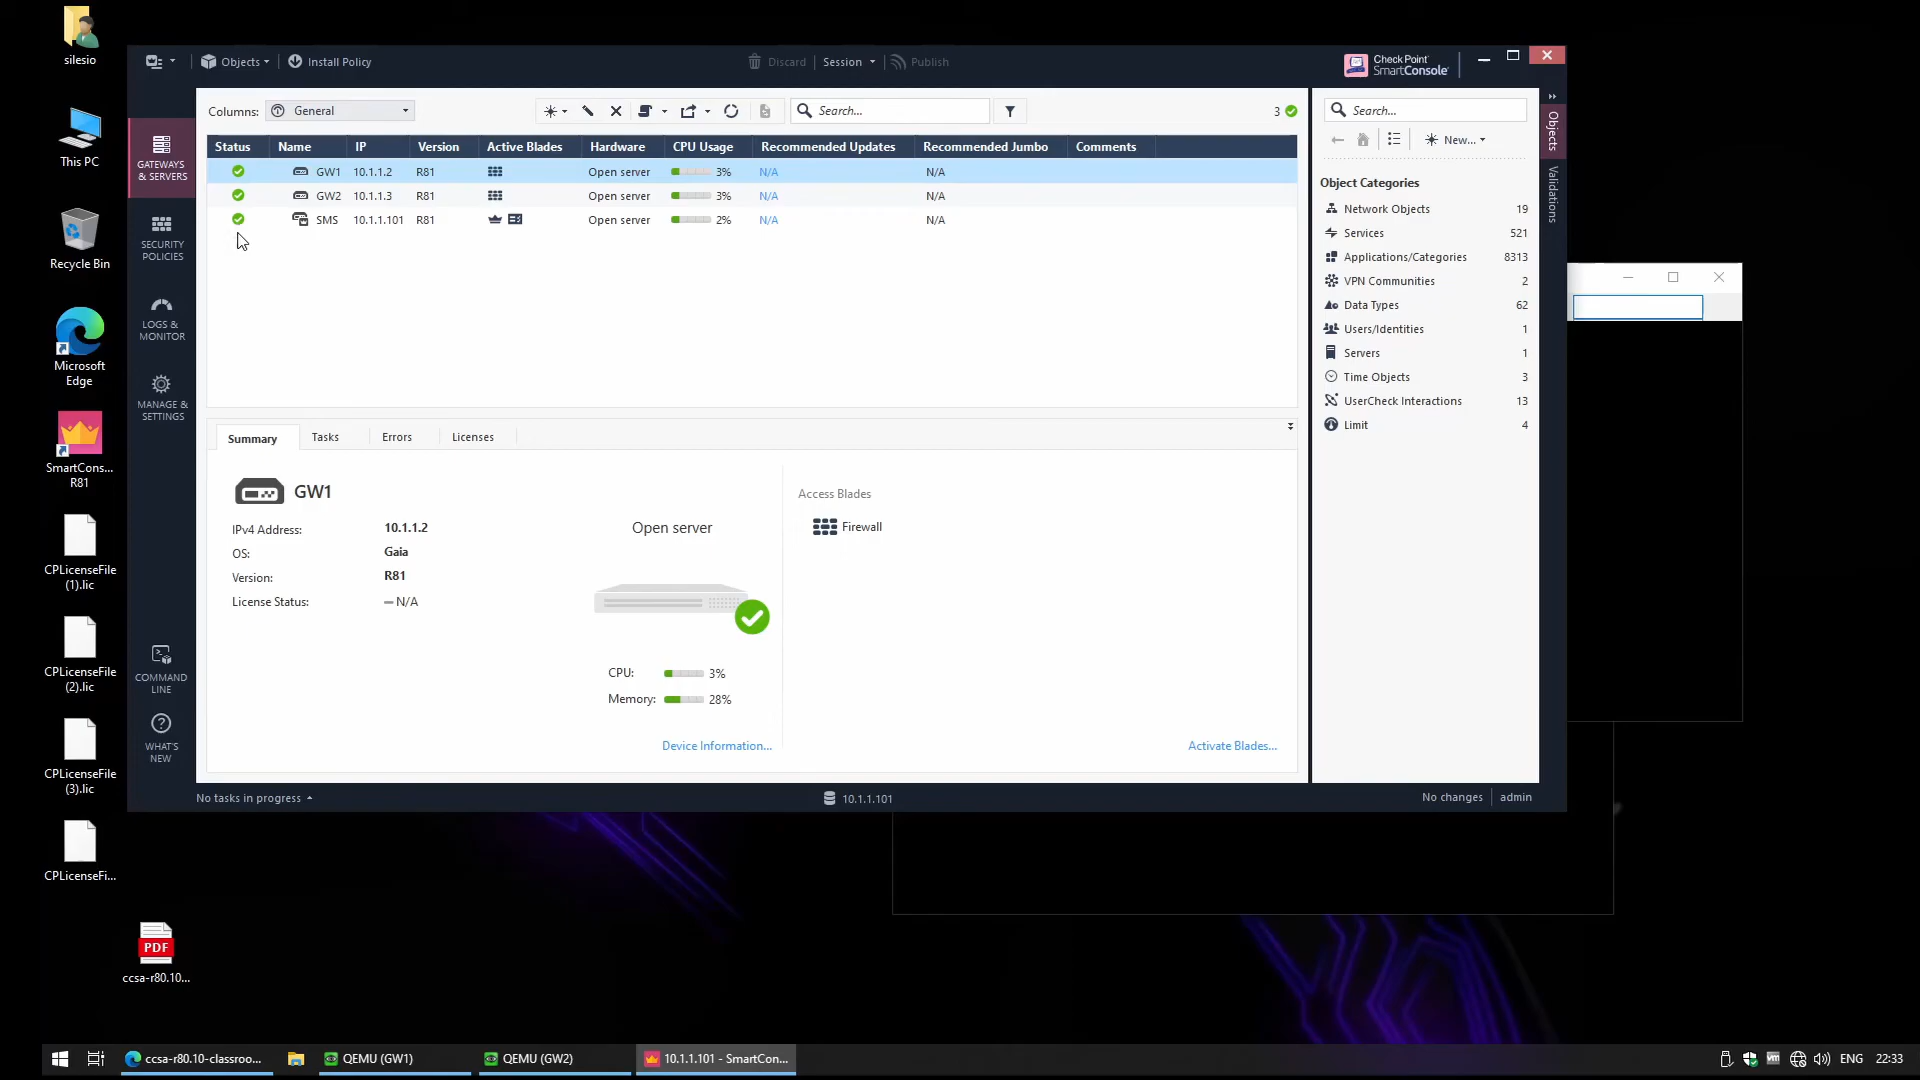 silesio
This PC
Recycle Bin
Microsoft
Edge
SmartCons...
R81
CPLicenseFile
(1).lic
CPLicenseFile
(2).lic
CPLicenseFile
(3).lic
CPLicenseFi...
PDF
ccsa-r80.10...
Objects
Install Policy
Discard
Session
Publish
Check Point
SmartConsole
GATEWAYS
& SERVERS
SECURITY
POLICIES
LOGS &
MONITOR
MANAGE &
SETTINGS
COMMAND
LINE
WHAT'S
NEW
Columns: General
Search...
3
Status Name IP Version Active Blades Hardware CPU Usage Recommended Updates Recommended Jumbo Comments
GW1 10.1.1.2 R81 Open server 3% N/A N/A
GW2 10.1.1.3 R81 Open server 3% N/A N/A
SMS 10.1.1.101 R81 Open server 2% N/A N/A
Summary Tasks Errors Licenses
GW1
IPv4 Address: 10.1.1.2
OS: Gaia
Version: R81
License Status: N/A
Open server
CPU: 3%
Memory: 28%
Device Information...
Access Blades
Firewall
Activate Blades...
Search...
New...
Object Categories
Network Objects 19
Services 521
Applications/Categories 8313
VPN Communities 2
Data Types 62
Users/Identities 1
Servers 1
Time Objects 3
UserCheck Interactions 13
Limit 4
Objects
Validations
No tasks in progress
10.1.1.101
No changes
admin
ccsa-r80.10-classroo...
QEMU (GW1)
QEMU (GW2)
10.1.1.101 - SmartCon...
ENG
22:33